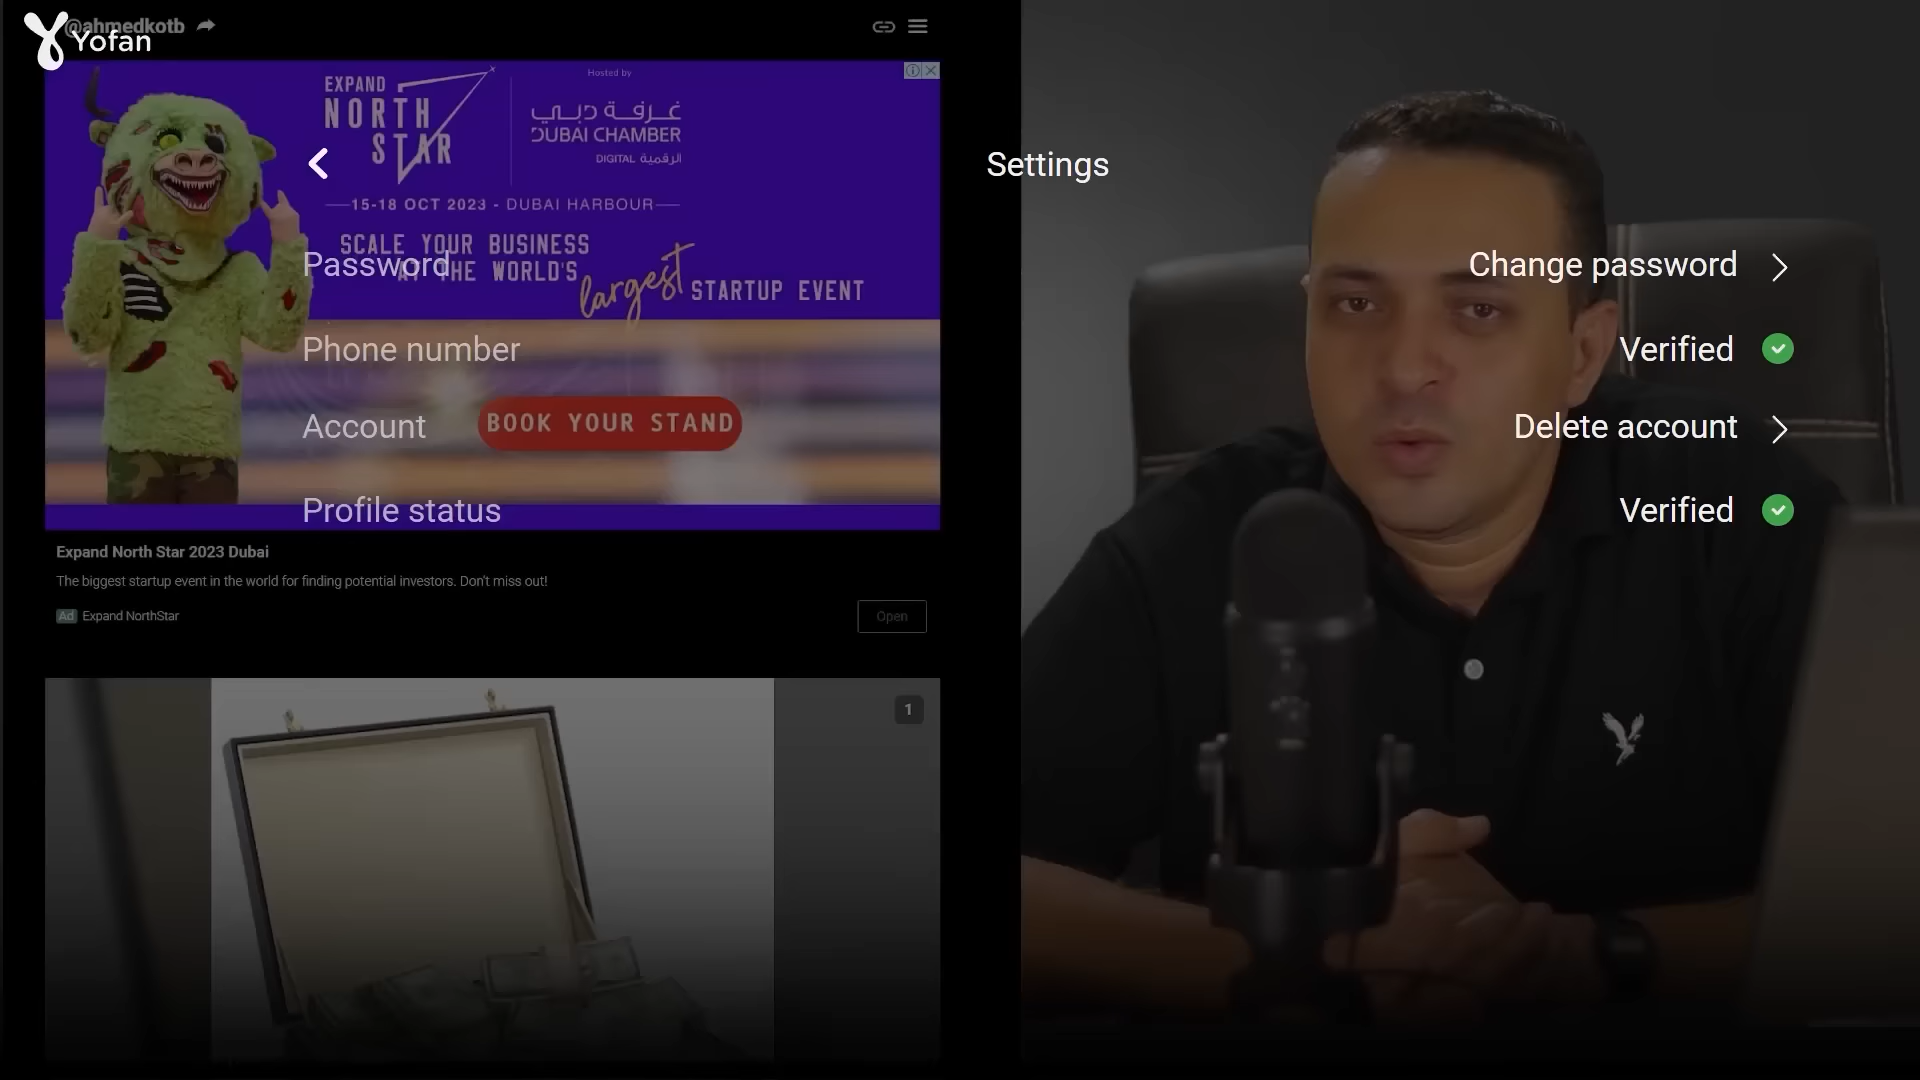 @ahmedkotb
Yofan
Hosted by
EXPAND
NORTH
STAR
غرفة دبي
DUBAI CHAMBER
DIGITAL الرقمية
15-18 OCT 2023 - DUBAI HARBOUR
SCALE YOUR BUSINESS
AT THE WORLD'S
largest STARTUP EVENT
BOOK YOUR STAND
Settings
Password
Change password
Phone number
Verified
Account
Delete account
Profile status
Verified
Expand North Star 2023 Dubai
The biggest startup event in the world for finding potential investors. Don't miss out!
Ad Expand NorthStar
Open
1